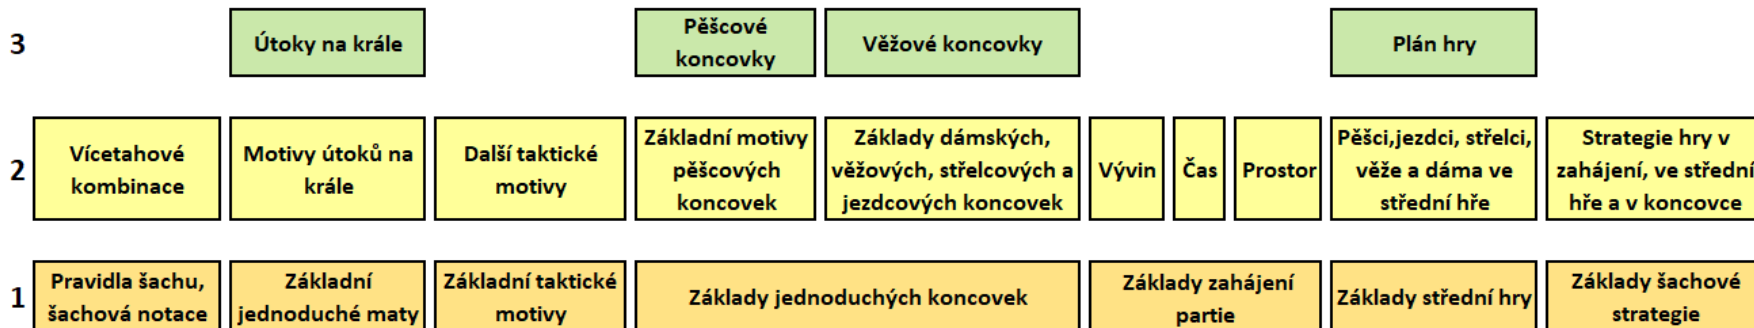 3
Útoky na krále
Pěšcové
koncovky
Věžové koncovky
Plán hry
2
Vícetahové
kombinace
Motivy útoků na
krále
Další taktické
motivy
Základní motivy
pěšcových
koncovek
Základy dámských,
věžových, střelcových a
jezdcových koncovek
Vývin
Čas
Prostor
Pěšci,jezdci, střelci,
věže a dáma ve
střední hře
Strategie hry v
zahájení, ve střední
hře a v koncovce
1
Pravidla šachu,
šachová notace
Základní
jednoduché maty
Základní taktické
motivy
Základy jednoduchých koncovek
Základy zahájení
partie
Základy střední hry
Základy šachové
strategie